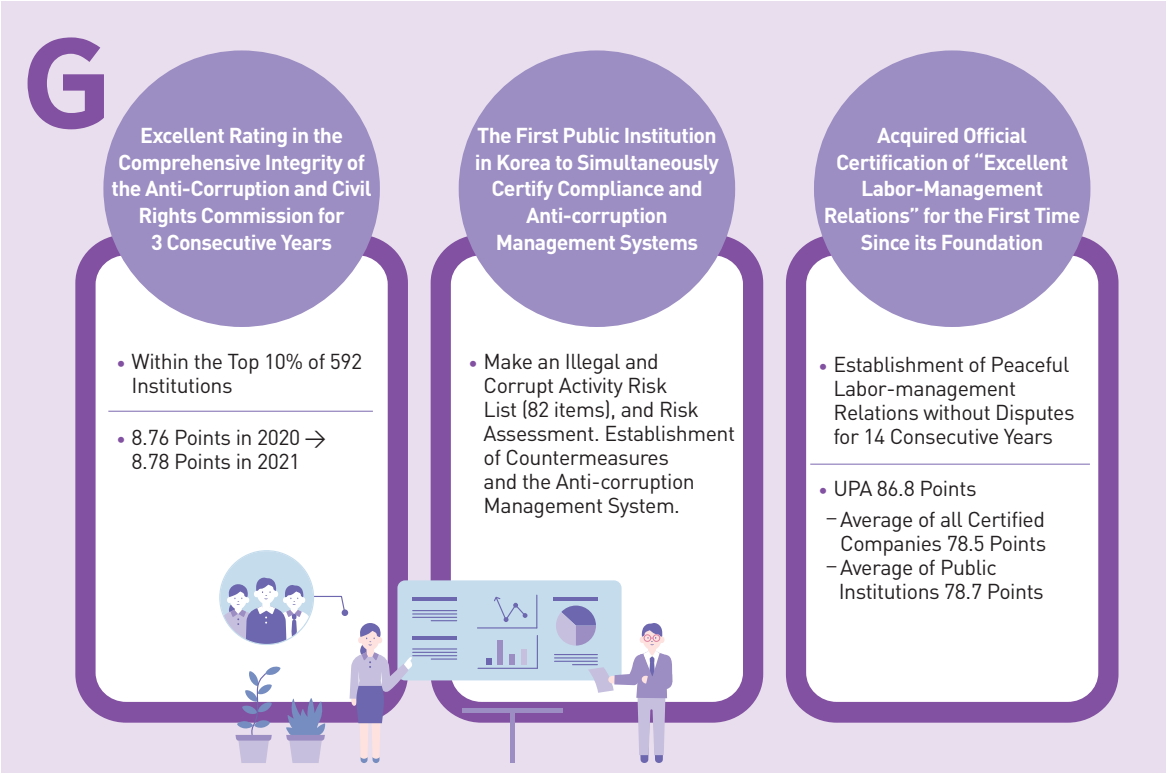 G
Excellent Rating in the
Comprehensive Integrity of
the Anti-Corruption and Civil
Rights Commission for
3 Consecutive Years
• Within the Top 10% of 592
Institutions
• 8.76 Points in 2020 →
8.78 Points in 2021
The First Public Institution
in Korea to Simultaneously
Certify Compliance and
Anti-corruption
Management Systems
• Make an Illegal and
Corrupt Activity Risk
List (82 items), and Risk
Assessment. Establishment
of Countermeasures
and the Anti-corruption
Management System.
Acquired Official
Certification of “Excellent
Labor-Management
Relations” for the First Time
Since its Foundation
• Establishment of Peaceful
Labor-management
Relations without Disputes
for 14 Consecutive Years
• UPA 86.8 Points
– Average of all Certified
Companies 78.5 Points
– Average of Public
Institutions 78.7 Points